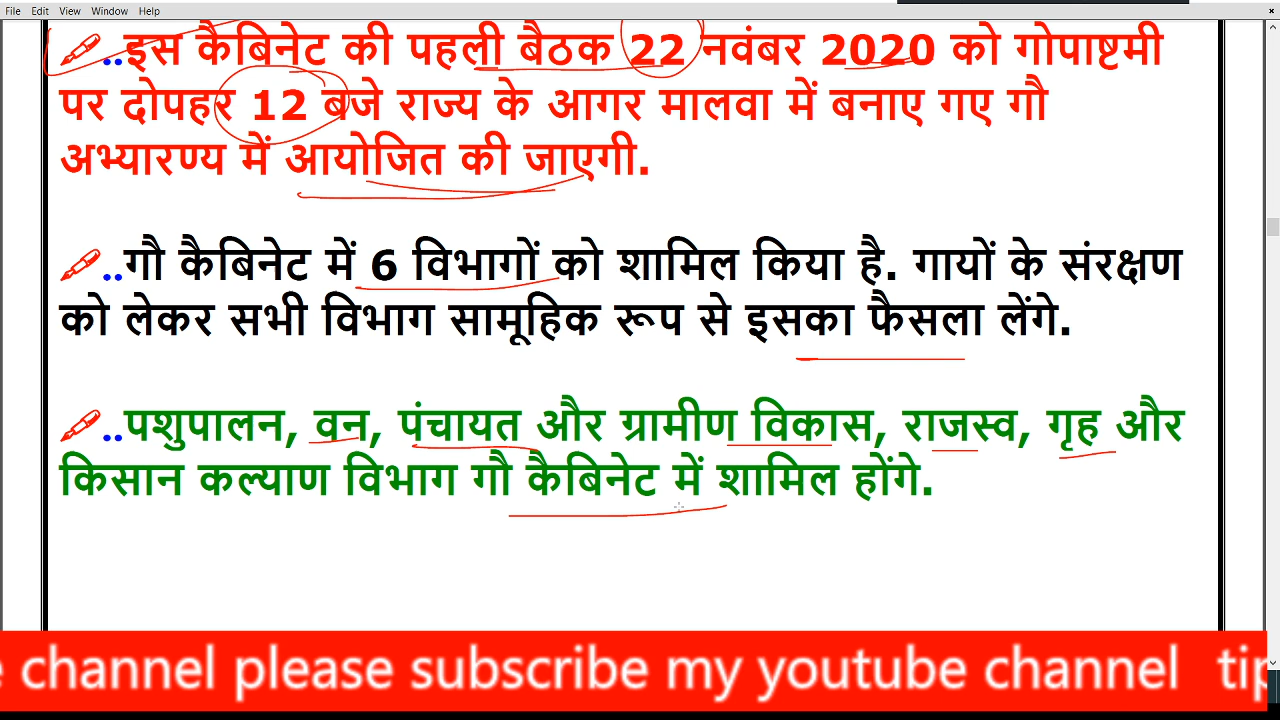 File Edit View Window Help
..इस कैबिनेट की पहली बैठक 22 नवंबर 2020 को गोपाष्टमी
पर दोपहर 12 बजे राज्य के आगर मालवा में बनाए गए गौ
अभ्यारण्य में आयोजित की जाएगी.
..गौ कैबिनेट में 6 विभागों को शामिल किया है. गायों के संरक्षण
को लेकर सभी विभाग सामूहिक रूप से इसका फैसला लेंगे.
..पशुपालन, वन, पंचायत और ग्रामीण विकास, राजस्व, गृह और
किसान कल्याण विभाग गौ कैबिनेट में शामिल होंगे.
channel please subscribe my youtube channel